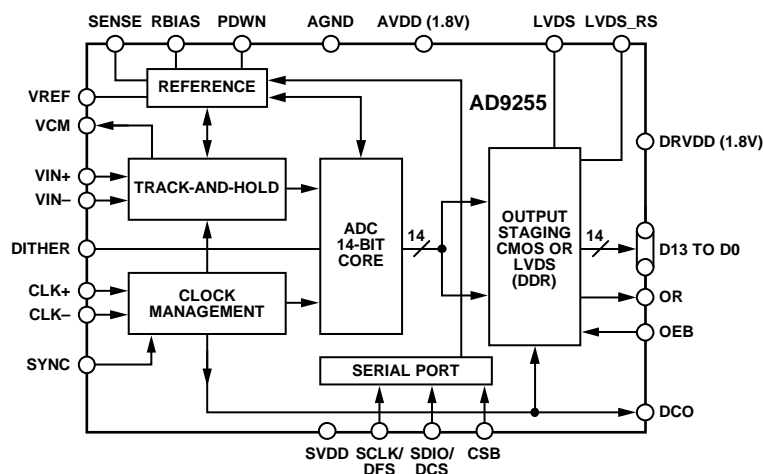 SENSE RBIAS PDWN AGND AVDD (1.8V) LVDS LVDS_RS
REFERENCE
AD9255
VREF
VCM
DRVDD (1.8V)
VIN+
VIN–
TRACK-AND-HOLD
ADC
14-BIT
CORE
14
OUTPUT
STAGING
CMOS OR
LVDS
(DDR)
14
D13 TO D0
DITHER
CLK+
CLK–
CLOCK
MANAGEMENT
OR
OEB
SYNC
SERIAL PORT
DCO
SVDD SCLK/ SDIO/ CSB
DFS DCS